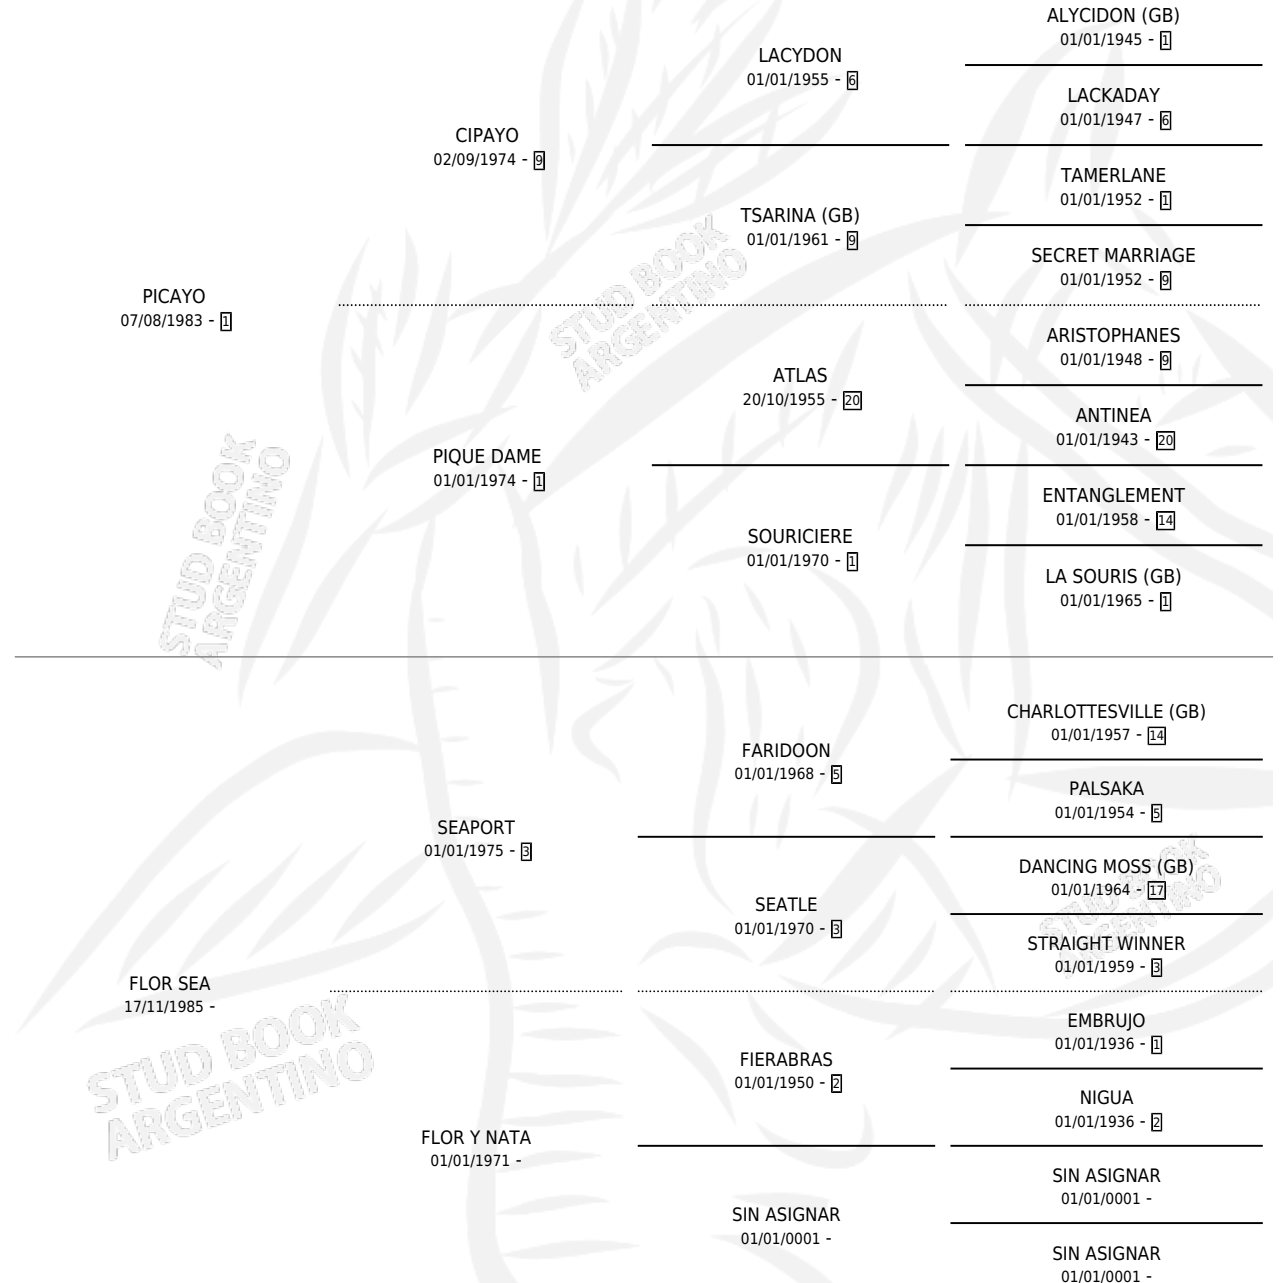 ALYCIDON (GB)
01/01/1945 - 1
LACYDON
01/01/1955 - 6
LACKADAY
01/01/1947 - 6
CIPAYO
02/09/1974 - 9
TAMERLANE
01/01/1952 - 1
TSARINA (GB)
01/01/1961 - 9
SECRET MARRIAGE
01/01/1952 - 9
PICAYO
07/08/1983 - 1
STUD BOOK
ARGENTINO
ARISTOPHANES
01/01/1948 - 9
ATLAS
20/10/1955 - 20
ANTINEA
01/01/1943 - 20
PIQUE DAME
01/01/1974 - 1
ENTANGLEMENT
01/01/1958 - 14
SOURICIERE
01/01/1970 - 1
LA SOURIS (GB)
01/01/1965 - 1
STUD BOOK
ARGENTINO
CHARLOTTESVILLE (GB)
01/01/1957 - 14
FARIDOON
01/01/1968 - 5
PALSAKA
01/01/1954 - 5
SEAPORT
01/01/1975 - 3
DANCING MOSS (GB)
01/01/1964 - 17
SEATLE
01/01/1970 - 3
STUD BOOK
ARGENTINO
STRAIGHT WINNER
01/01/1959 - 3
FLOR SEA
17/11/1985 -
EMBRUJO
01/01/1936 - 1
FIERABRAS
01/01/1950 - 2
NIGUA
01/01/1936 - 2
STUD BOOK
ARGENTINO
FLOR Y NATA
01/01/1971 -
SIN ASIGNAR
01/01/0001 -
SIN ASIGNAR
01/01/0001 -
SIN ASIGNAR
01/01/0001 -